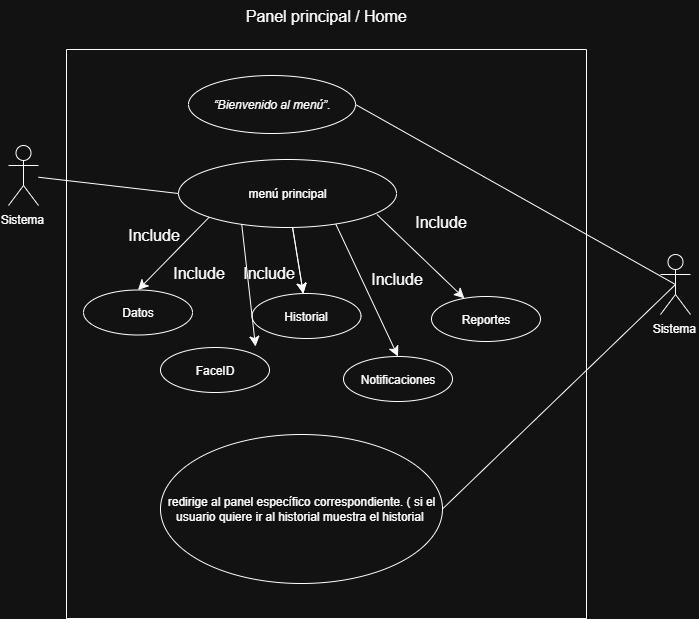 Panel principal / Home
“Bienvenido al menú”.
Sistema
menú principal
Include
Include
Include
Include
Include
Datos
Historial
Reportes
FaceID
Notificaciones
Sistema
redirige al panel específico correspondiente. ( si el
usuario quiere ir al historial muestra el historial